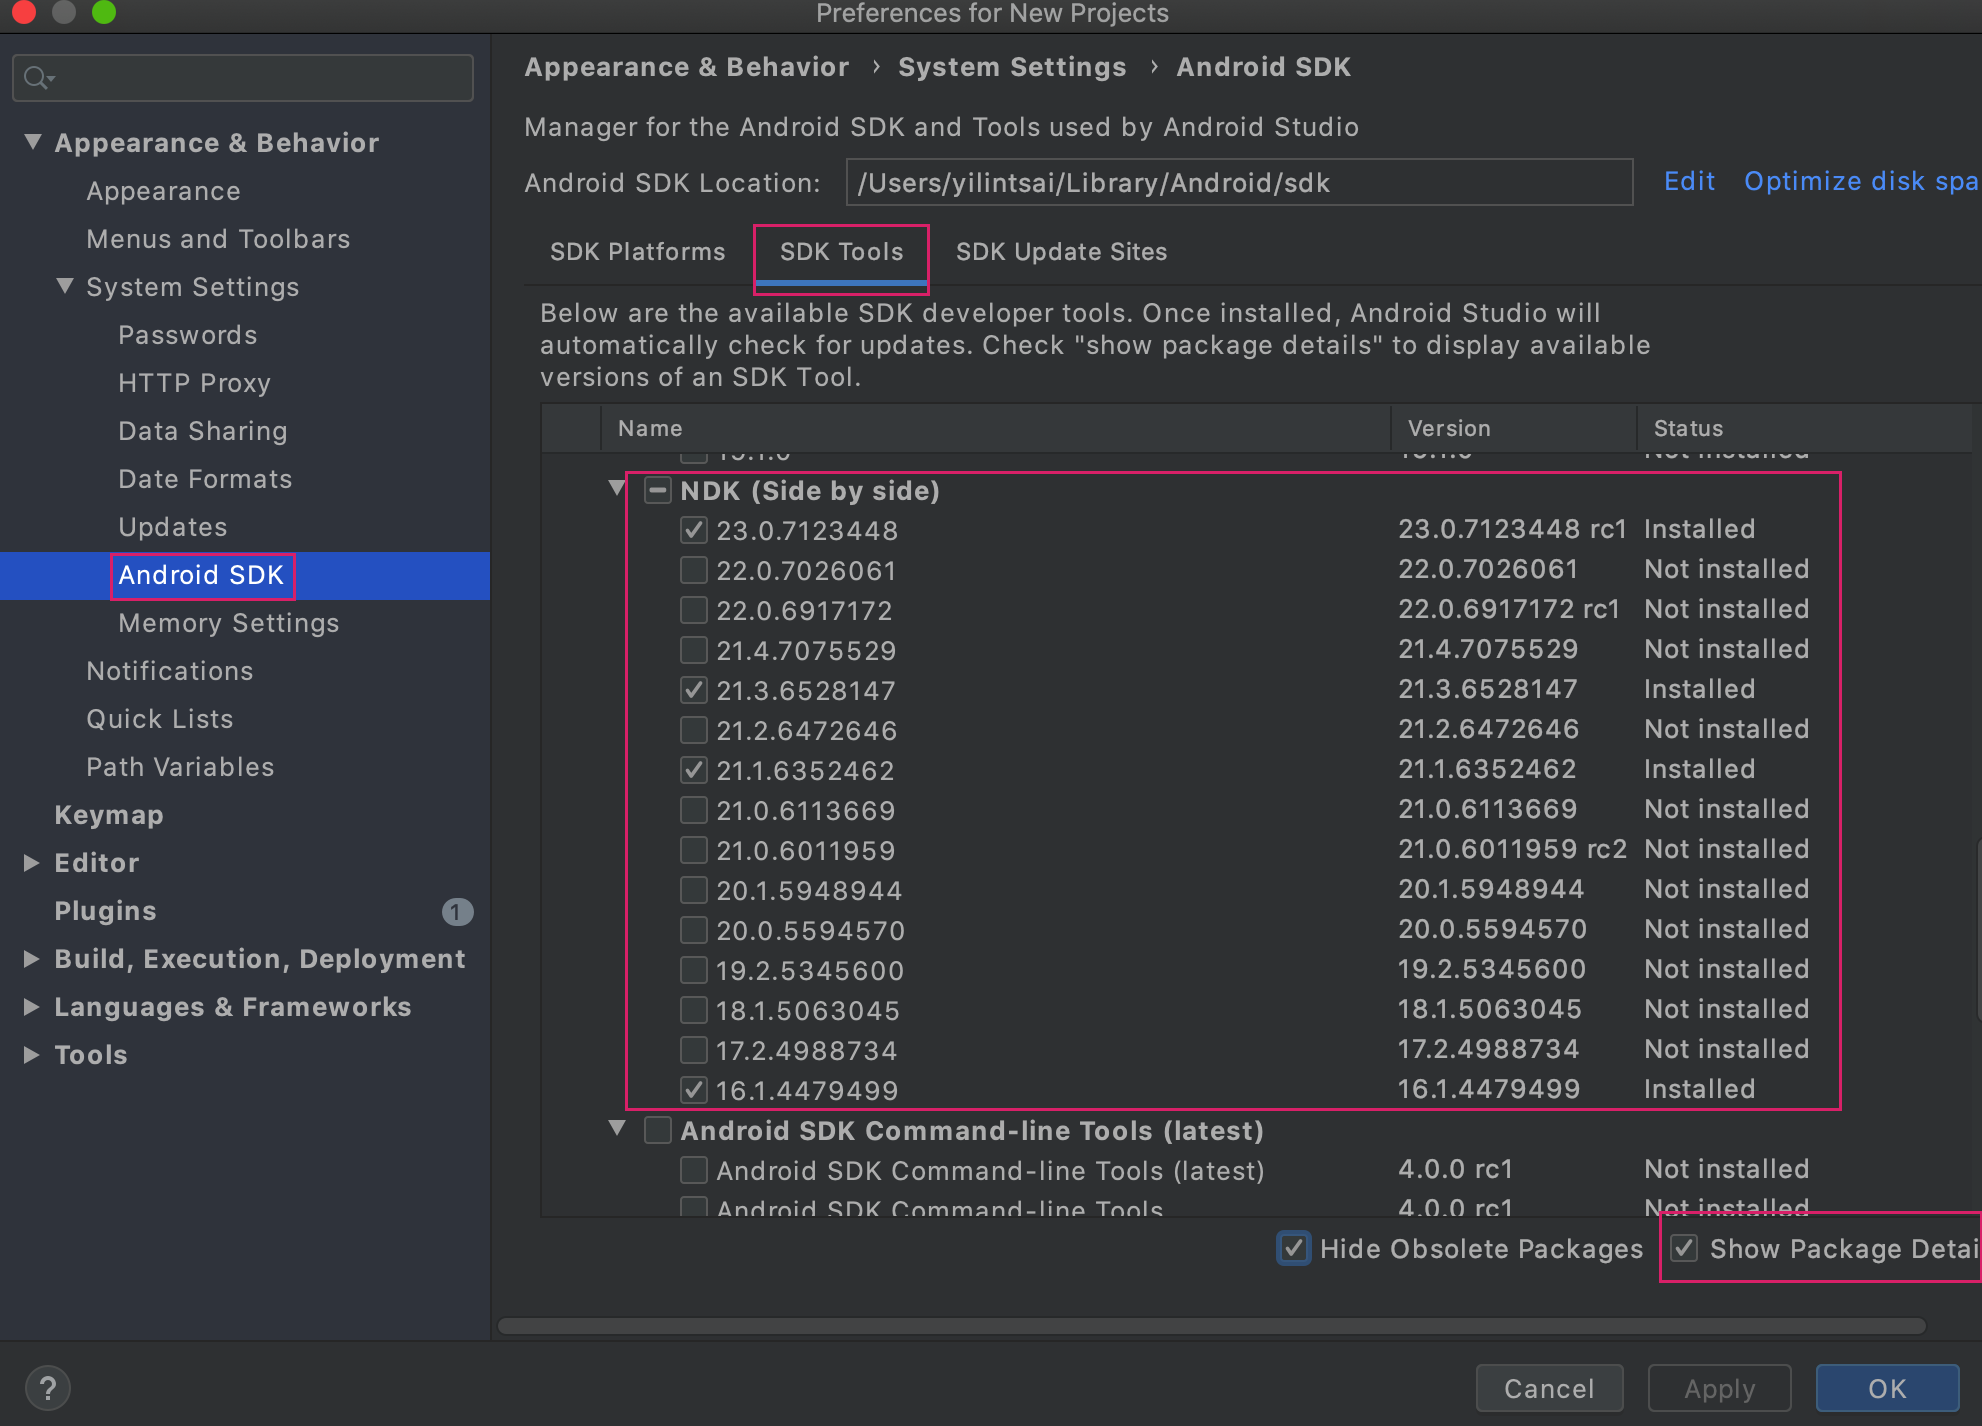 Preferences for New Projects
Appearance & Behavior
Appearance
Menus and Toolbars
System Settings
Passwords
HTTP Proxy
Data Sharing
Date Formats
Updates
Android SDK
Memory Settings
Notifications
Quick Lists
Path Variables
Keymap
Editor
Plugins 1
Build, Execution, Deployment
Languages & Frameworks
Tools
Appearance & Behavior › System Settings › Android SDK
Manager for the Android SDK and Tools used by Android Studio
Android SDK Location: /Users/yilintsai/Library/Android/sdk Edit Optimize disk spa
SDK Platforms SDK Tools SDK Update Sites
Below are the available SDK developer tools. Once installed, Android Studio will
automatically check for updates. Check "show package details" to display available
versions of an SDK Tool.
Name Version Status
Not installed
NDK (Side by side)
23.0.7123448 23.0.7123448 rc1 Installed
22.0.7026061 22.0.7026061 Not installed
22.0.6917172 22.0.6917172 rc1 Not installed
21.4.7075529 21.4.7075529 Not installed
21.3.6528147 21.3.6528147 Installed
21.2.6472646 21.2.6472646 Not installed
21.1.6352462 21.1.6352462 Installed
21.0.6113669 21.0.6113669 Not installed
21.0.6011959 21.0.6011959 rc2 Not installed
20.1.5948944 20.1.5948944 Not installed
20.0.5594570 20.0.5594570 Not installed
19.2.5345600 19.2.5345600 Not installed
18.1.5063045 18.1.5063045 Not installed
17.2.4988734 17.2.4988734 Not installed
16.1.4479499 16.1.4479499 Installed
Android SDK Command-line Tools (latest)
Android SDK Command-line Tools (latest) 4.0.0 rc1 Not installed
Android SDK Command-line Tools 4.0.0 rc1 Not installed
Hide Obsolete Packages Show Package Detai
? Cancel Apply OK